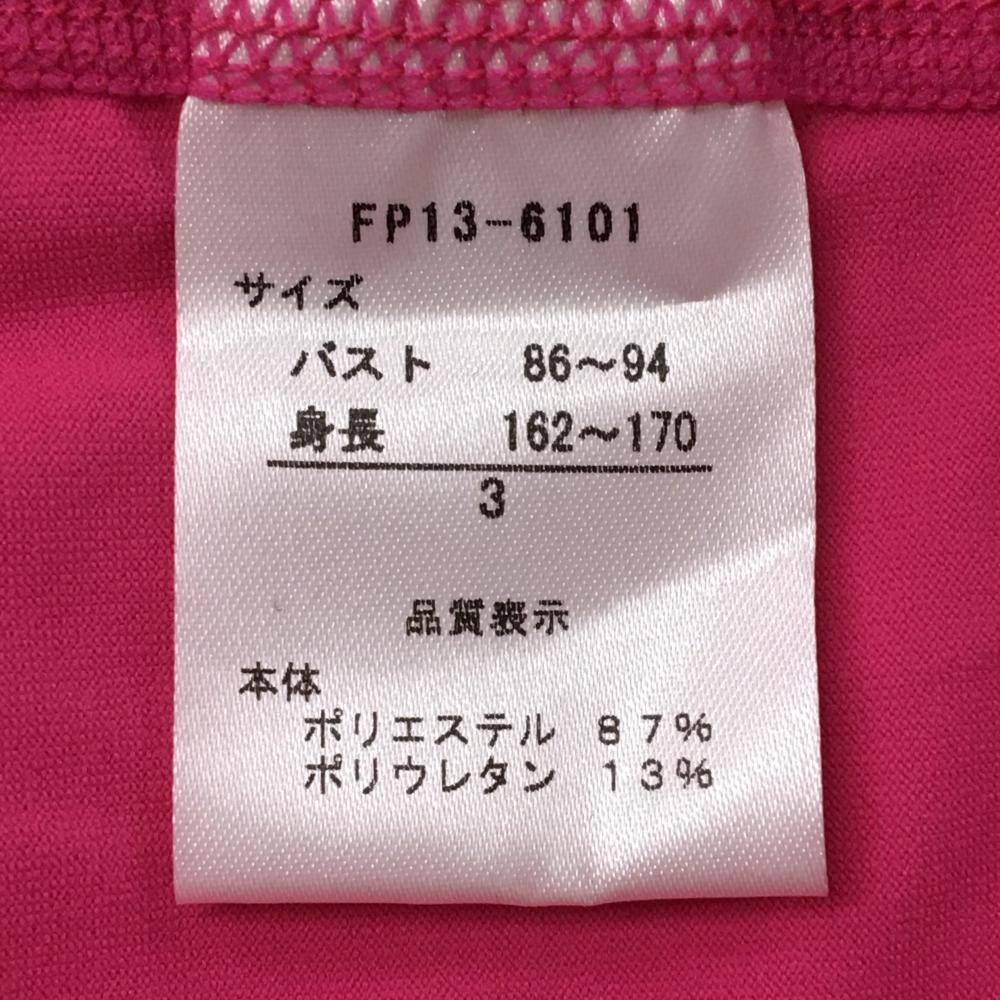 FP13-6101
サイズ
バスト 86～94
身長 162～170
3
品質表示
本体
ポリエステル 87%
ポリウレタン 13%